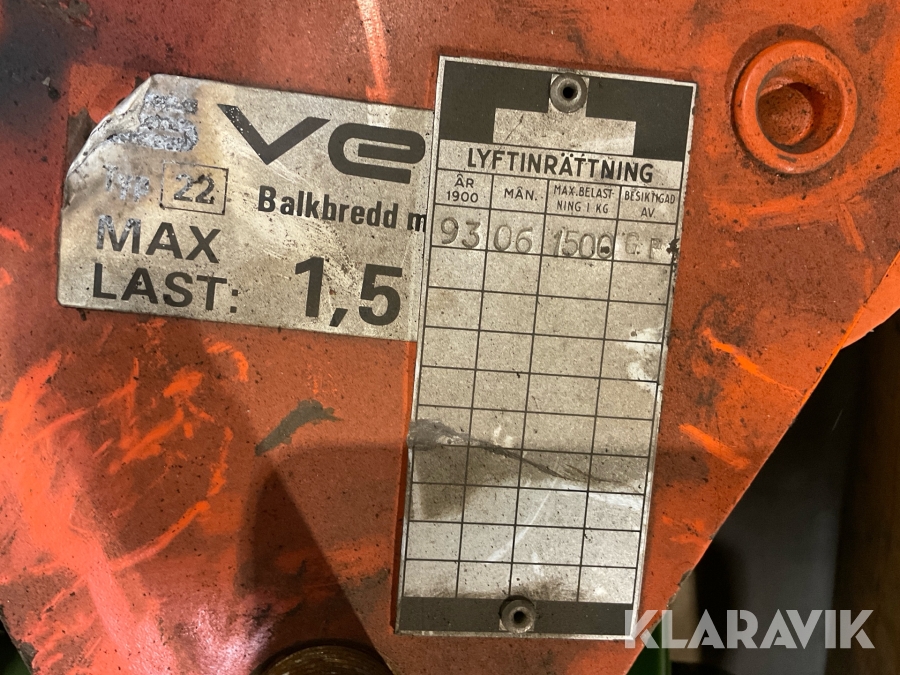 ve
Typ 22
Balkbredd m
MAX
LAST: 1,5
LYFTINRÄTTNING
ÅR
1900
MÅN.
MAX.BELAST-
NING I KG
BESIKTIGAD
AV
93 06 1500 G.F
KLARAVIK